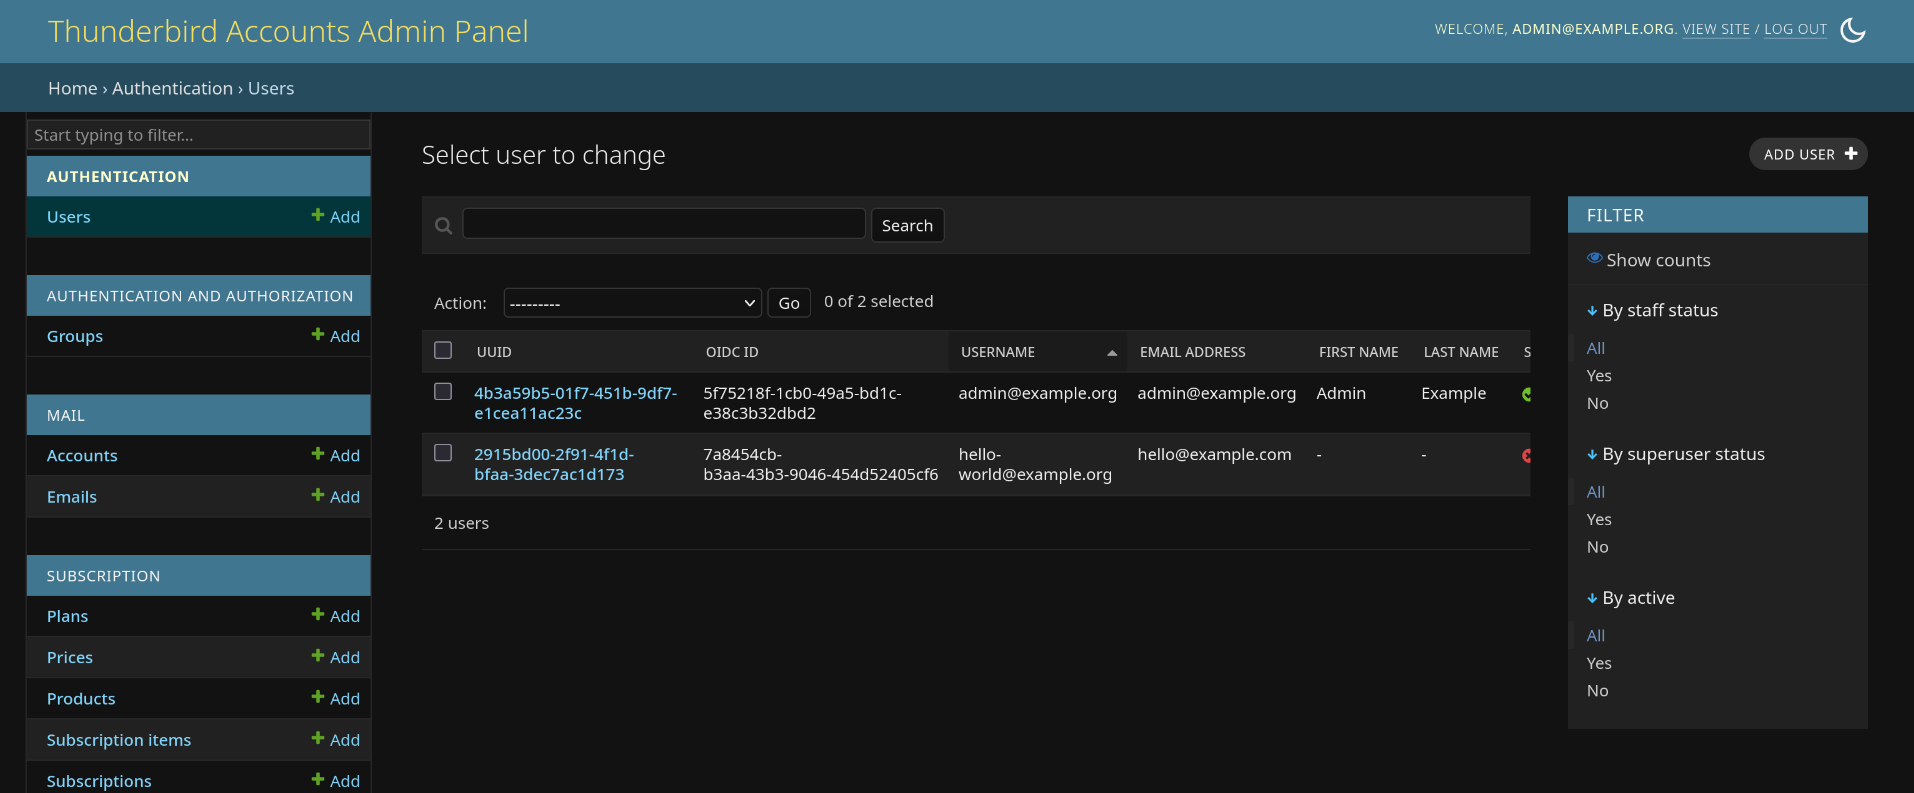 Thunderbird Accounts Admin Panel
WELCOME, ADMIN@EXAMPLE.ORG. VIEW SITE / LOG OUT
Home › Authentication › Users
Start typing to filter...
AUTHENTICATION
Users Add
AUTHENTICATION AND AUTHORIZATION
Groups Add
MAIL
Accounts Add
Emails Add
SUBSCRIPTION
Plans Add
Prices Add
Products Add
Subscription items Add
Subscriptions Add
Select user to change
ADD USER
Search
Action: --------- Go 0 of 2 selected
UUID OIDC ID USERNAME EMAIL ADDRESS FIRST NAME LAST NAME S
4b3a59b5-01f7-451b-9df7- 5f75218f-1cb0-49a5-bd1c- admin@example.org admin@example.org Admin Example
e1cea11ac23c e38c3b32dbd2
2915bd00-2f91-4f1d- 7a8454cb- hello- hello@example.com - -
bfaa-3dec7ac1d173 b3aa-43b3-9046-454d52405cf6 world@example.org
2 users
FILTER
Show counts
By staff status
All
Yes
No
By superuser status
All
Yes
No
By active
All
Yes
No